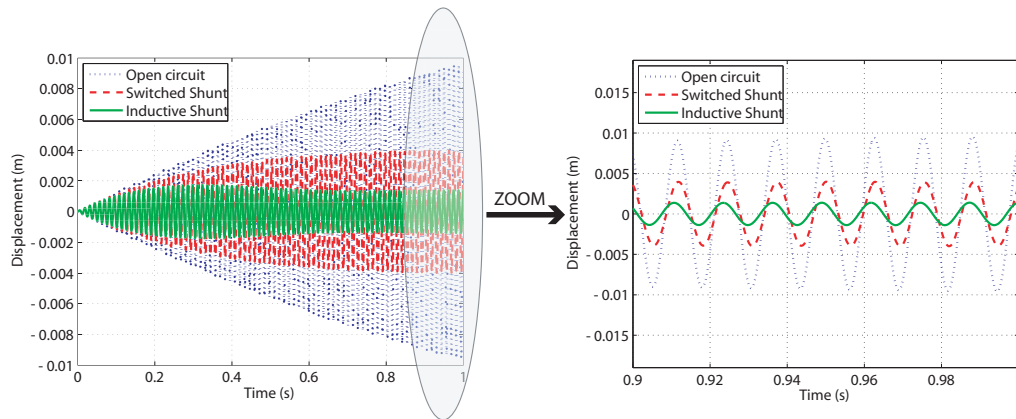 Open circuit
Switched Shunt
Inductive Shunt
0.01
0.008
0.006
0.004
0.002
0
- 0.002
- 0.004
- 0.006
- 0.008
- 0.01
Displacement (m)
0
0.2
0.4
0.6
0.8
1
Time (s)
ZOOM
Open circuit
Switched Shunt
Inductive Shunt
0.015
0.01
0.005
0
- 0.005
- 0.01
- 0.015
Displacement (m)
0.9
0.92
0.94
0.96
0.98
Time (s)